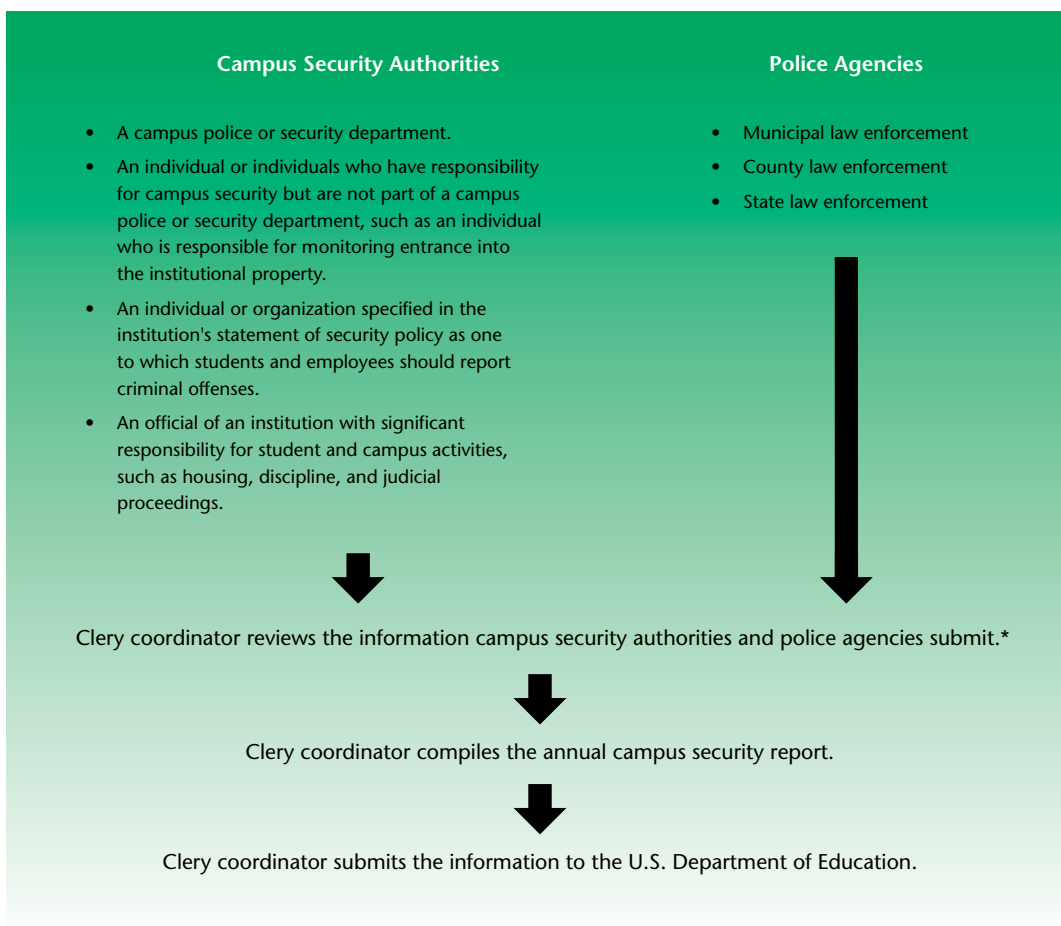 Campus Security Authorities
• A campus police or security department.
• An individual or individuals who have responsibility
for campus security but are not part of a campus
police or security department, such as an individual
who is responsible for monitoring entrance into
the institutional property.
• An individual or organization specified in the
institution's statement of security policy as one
to which students and employees should report
criminal offenses.
• An official of an institution with significant
responsibility for student and campus activities,
such as housing, discipline, and judicial
proceedings.
Police Agencies
• Municipal law enforcement
• County law enforcement
• State law enforcement
Clery coordinator reviews the information campus security authorities and police agencies submit.*
Clery coordinator compiles the annual campus security report.
Clery coordinator submits the information to the U.S. Department of Education.